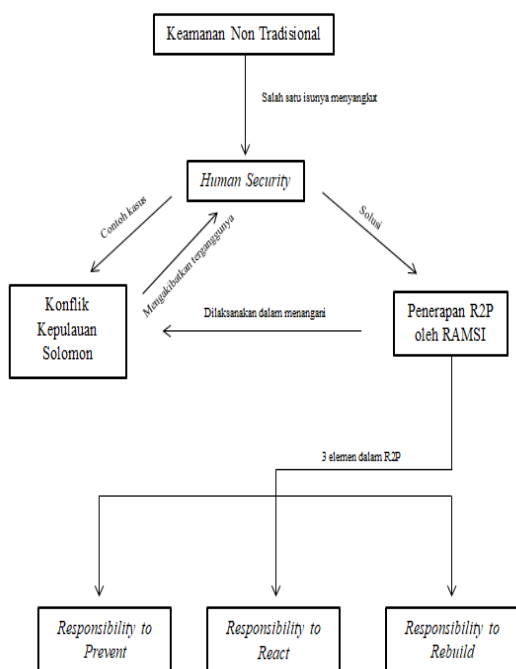 Keamanan Non Tradisional
Salah satu isunya menyangkut
Human Security
Contoh kasus
Mengakibatkan terganggunya
Solusi
Konflik
Kepulauan
Solomon
Dilaksanakan dalam menangani
Penerapan R2P
oleh RAMSI
3 elemen dalam R2P
Responsibility to
Prevent
Responsibility to
React
Responsibility to
Rebuild